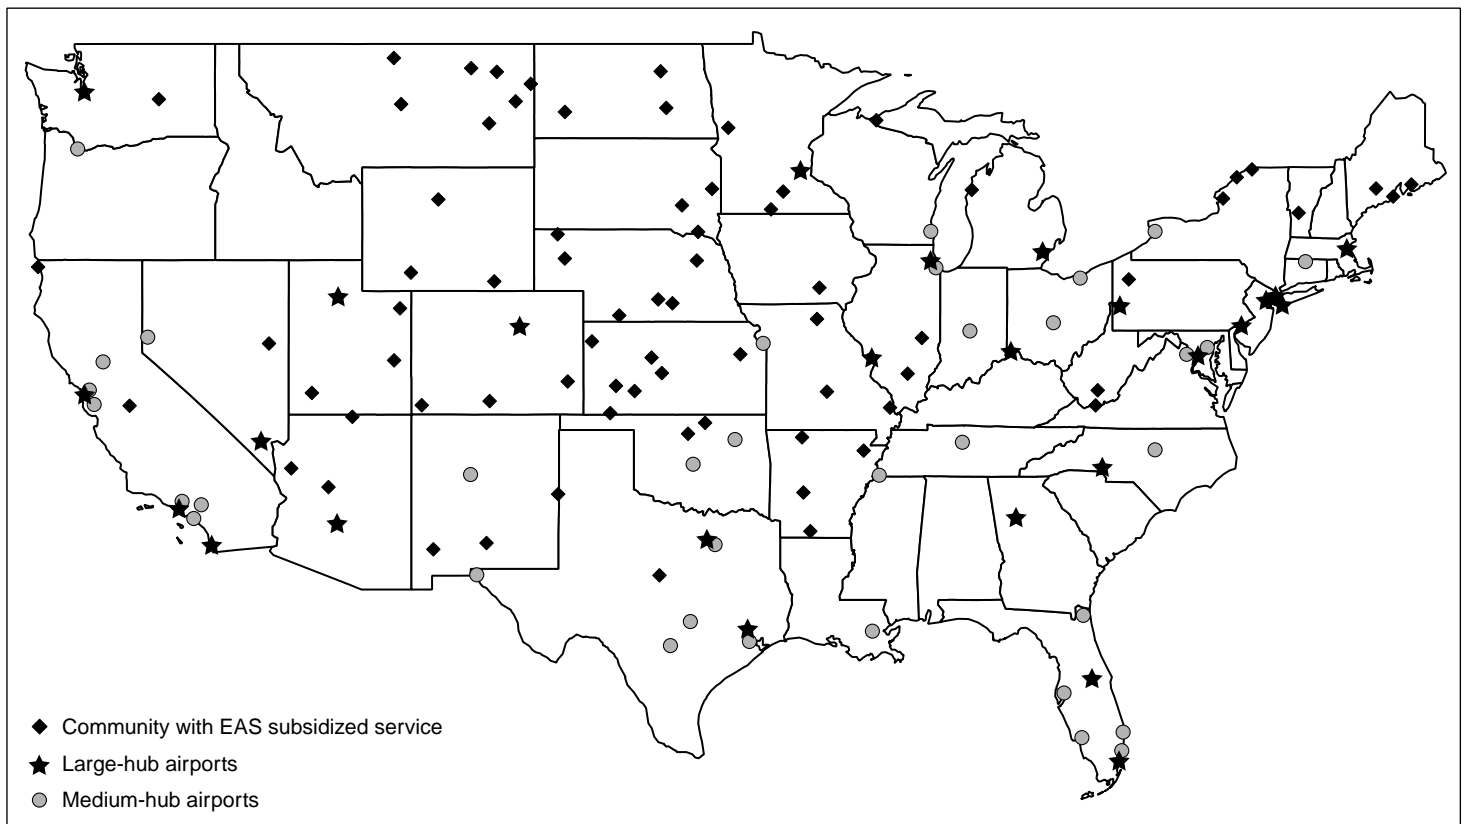 Community with EAS subsidized service
Large-hub airports
Medium-hub airports